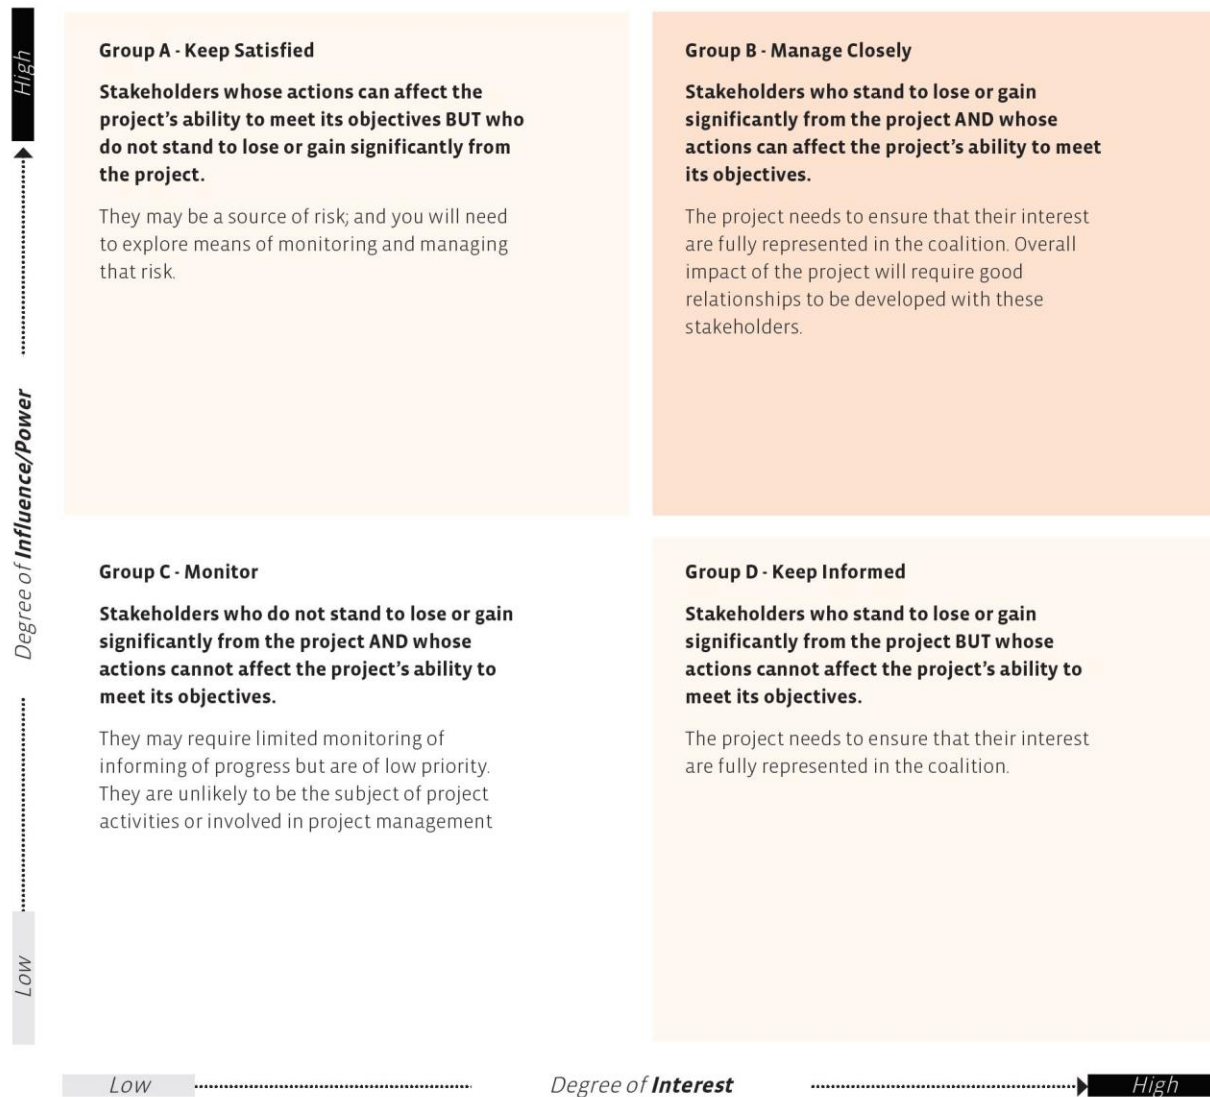 High
Degree of Influence/Power
Low
Group A - Keep Satisfied
Stakeholders whose actions can affect the
project's ability to meet its objectives BUT who
do not stand to lose or gain significantly from
the project.
They may be a source of risk; and you will need
to explore means of monitoring and managing
that risk.
Group B - Manage Closely
Stakeholders who stand to lose or gain
significantly from the project AND whose
actions can affect the project's ability to meet
its objectives.
The project needs to ensure that their interest
are fully represented in the coalition. Overall
impact of the project will require good
relationships to be developed with these
stakeholders.
Group C - Monitor
Stakeholders who do not stand to lose or gain
significantly from the project AND whose
actions cannot affect the project's ability to
meet its objectives.
They may require limited monitoring of
informing of progress but are of low priority.
They are unlikely to be the subject of project
activities or involved in project management
Group D - Keep Informed
Stakeholders who stand to lose or gain
significantly from the project BUT whose
actions cannot affect the project's ability to
meet its objectives.
The project needs to ensure that their interest
are fully represented in the coalition.
Low
Degree of Interest
High